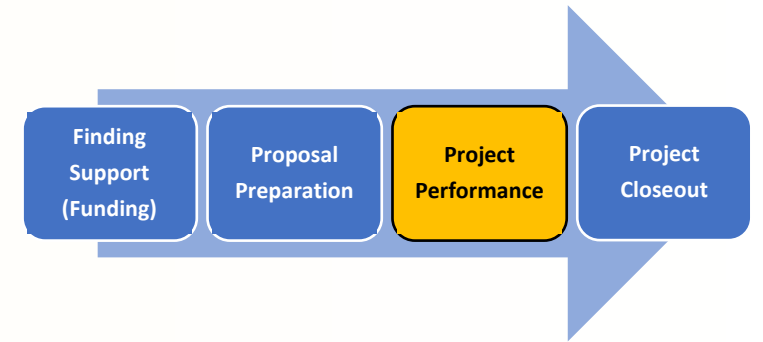 Finding
Support
(Funding)
Proposal
Preparation
Project
Performance
Project
Closeout